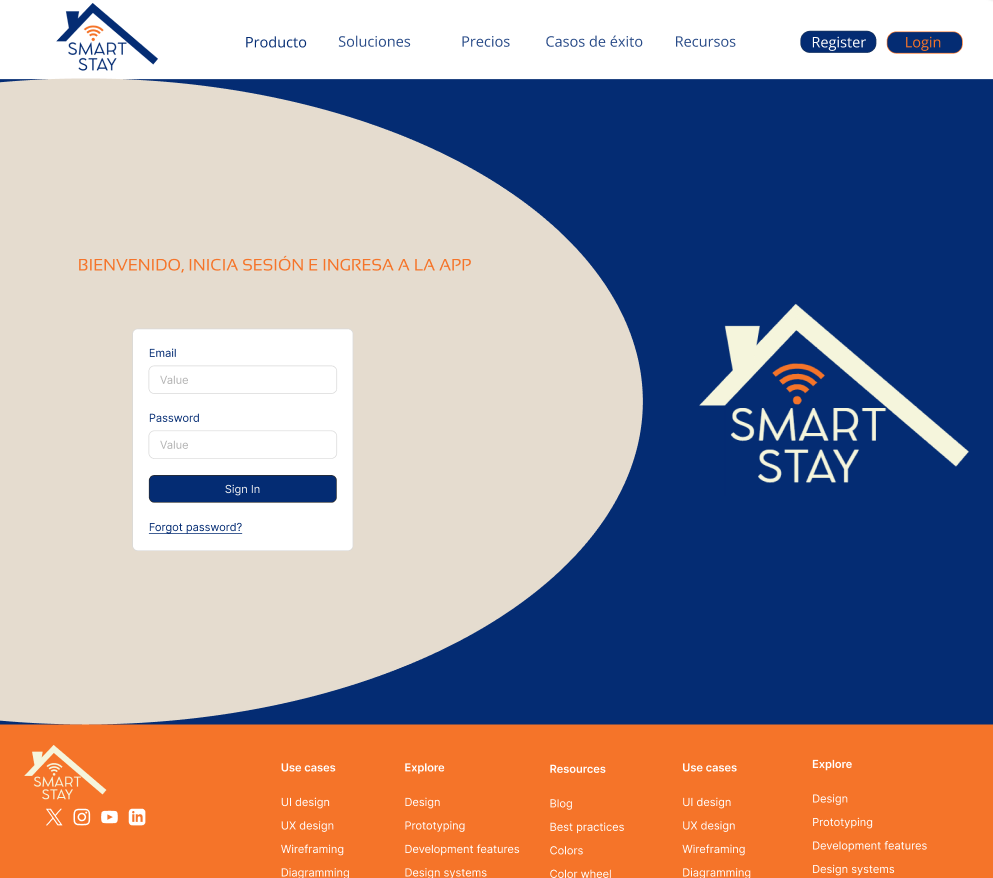 SMART
STAY
Producto
Soluciones
Precios
Casos de éxito
Recursos
Register
Login
BIENVENIDO, INICIA SESIÓN E INGRESA A LA APP
Email
Value
Password
Value
Sign In
Forgot password?
SMART
STAY
SMART
STAY
Use cases
UI design
UX design
Wireframing
Diagramming
Explore
Design
Prototyping
Development features
Design systems
Resources
Blog
Best practices
Colors
Color wheel
Use cases
UI design
UX design
Wireframing
Diagramming
Explore
Design
Prototyping
Development features
Design systems